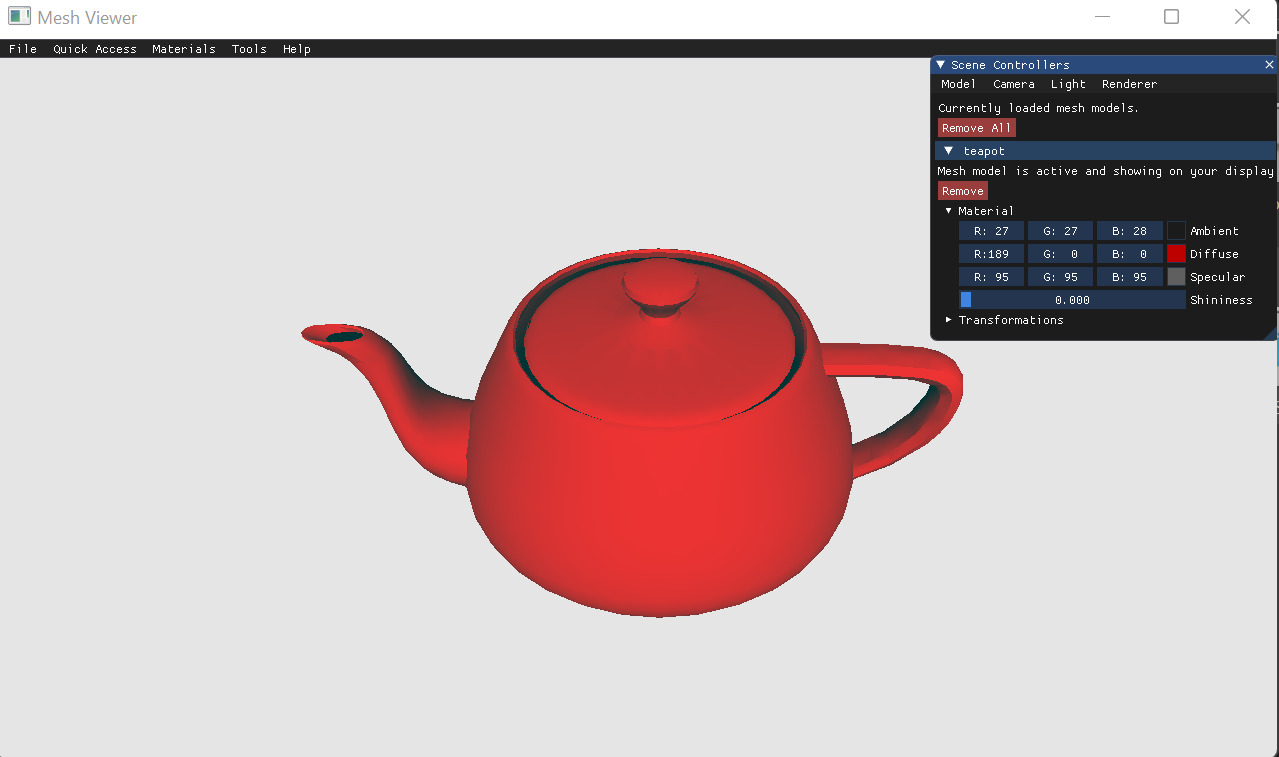 Mesh Viewer
File Quick Access Materials Tools Help
Scene Controllers
Model Camera Light Renderer
Currently loaded mesh models.
Remove All
teapot
Mesh model is active and showing on your display
Remove
Material
R: 27 G: 27 B: 28 Ambient
R:189 G: 0 B: 0 Diffuse
R: 95 G: 95 B: 95 Specular
0.000 Shininess
Transformations